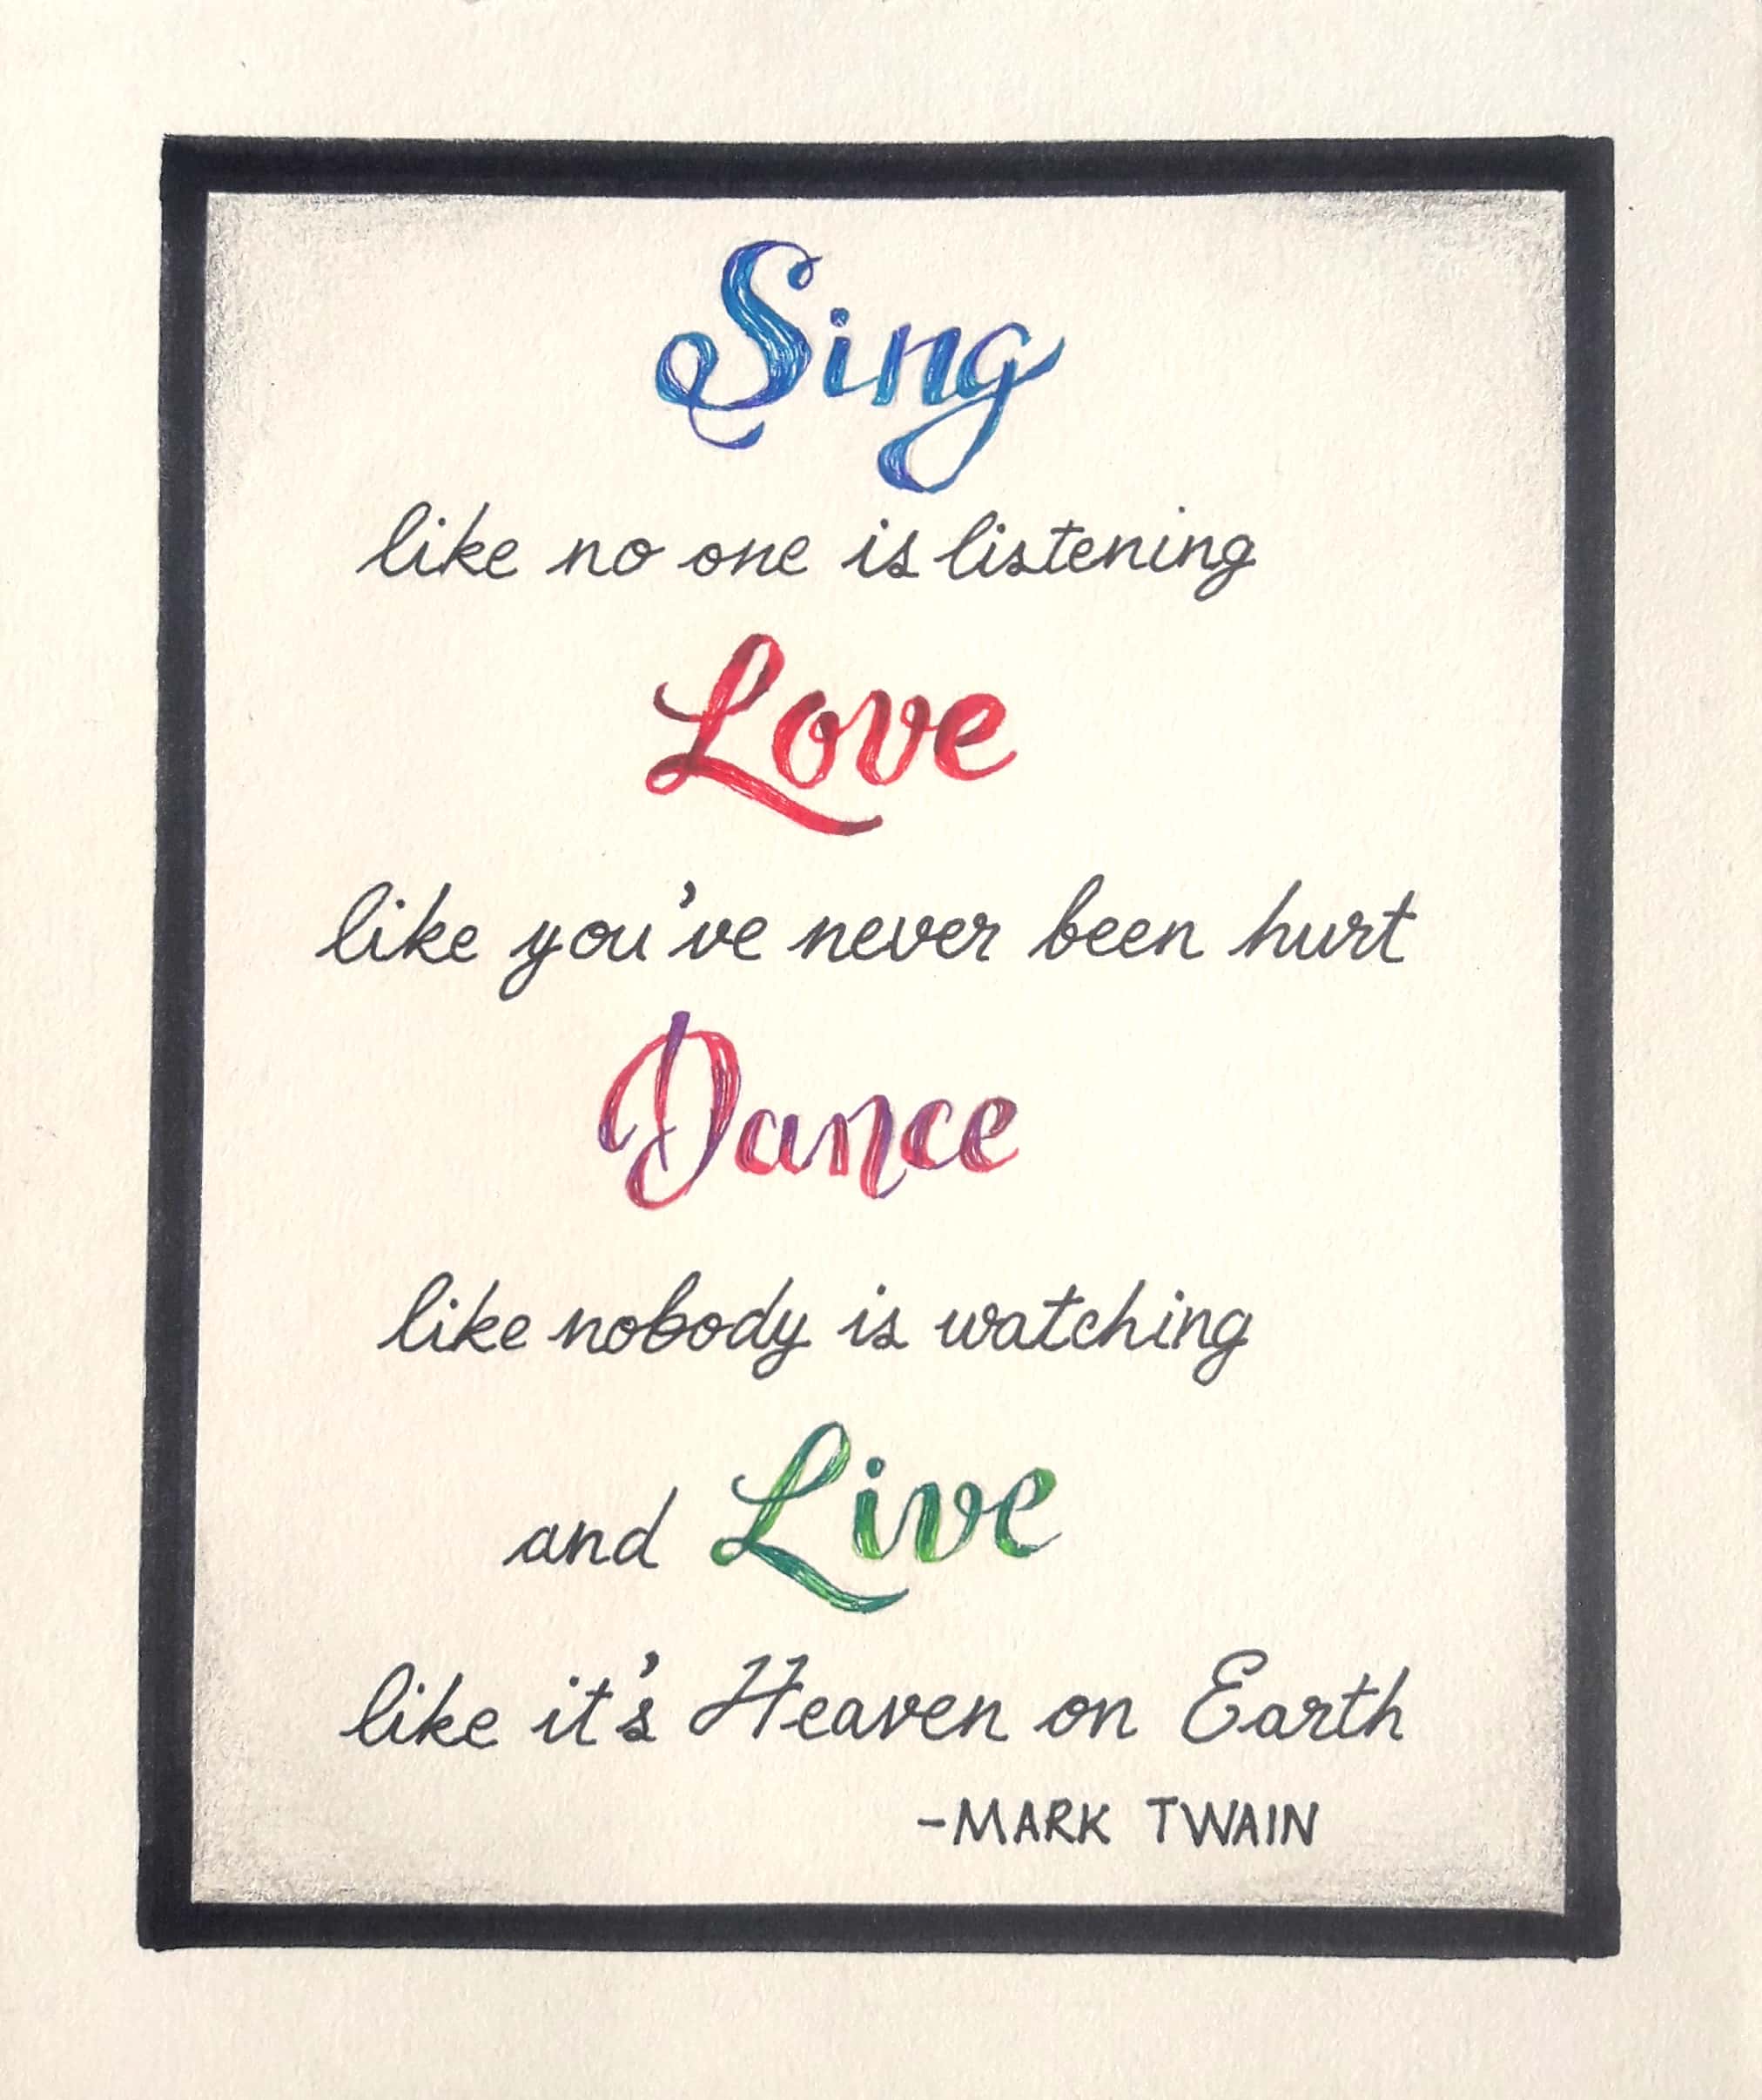 Sing
like no one is listening
Love
like you've never been hurt
Dance
like nobody is watching
and Live
like it's Heaven on Earth
-MARK TWAIN